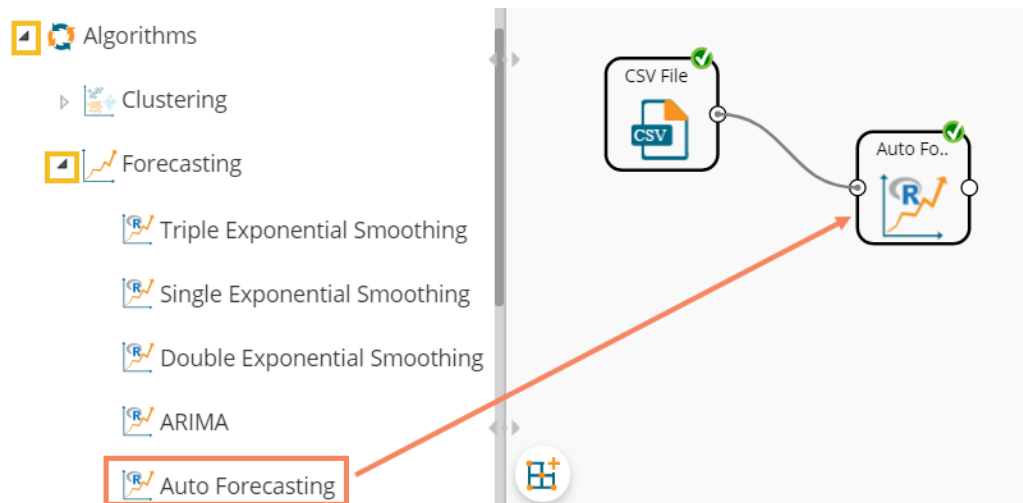 Algorithms
Clustering
Forecasting
Triple Exponential Smoothing
Single Exponential Smoothing
Double Exponential Smoothing
ARIMA
Auto Forecasting
CSV File
CSV
Auto Fo..
R